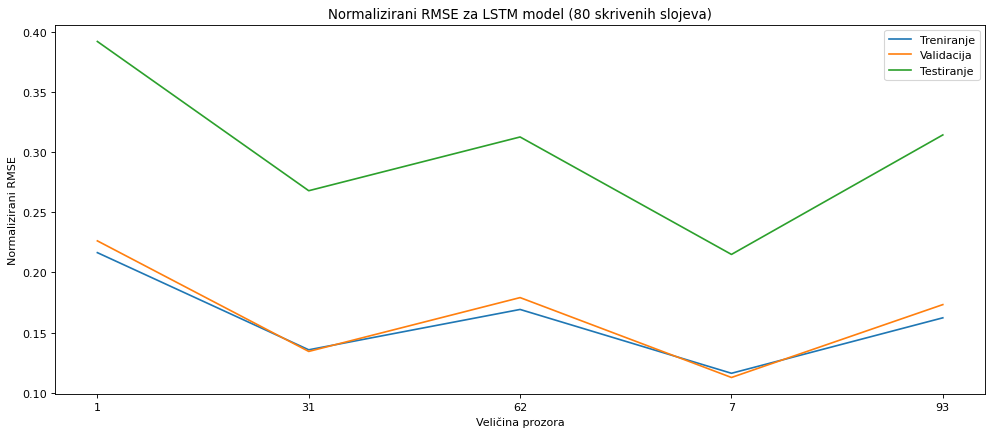 Normalizirani RMSE za LSTM model (80 skrivenih slojeva)
Treniranje
Validacija
Testiranje
Normalizirani RMSE
0.40
0.35
0.30
0.25
0.20
0.15
0.10
1 31 62 7 93
Veličina prozora